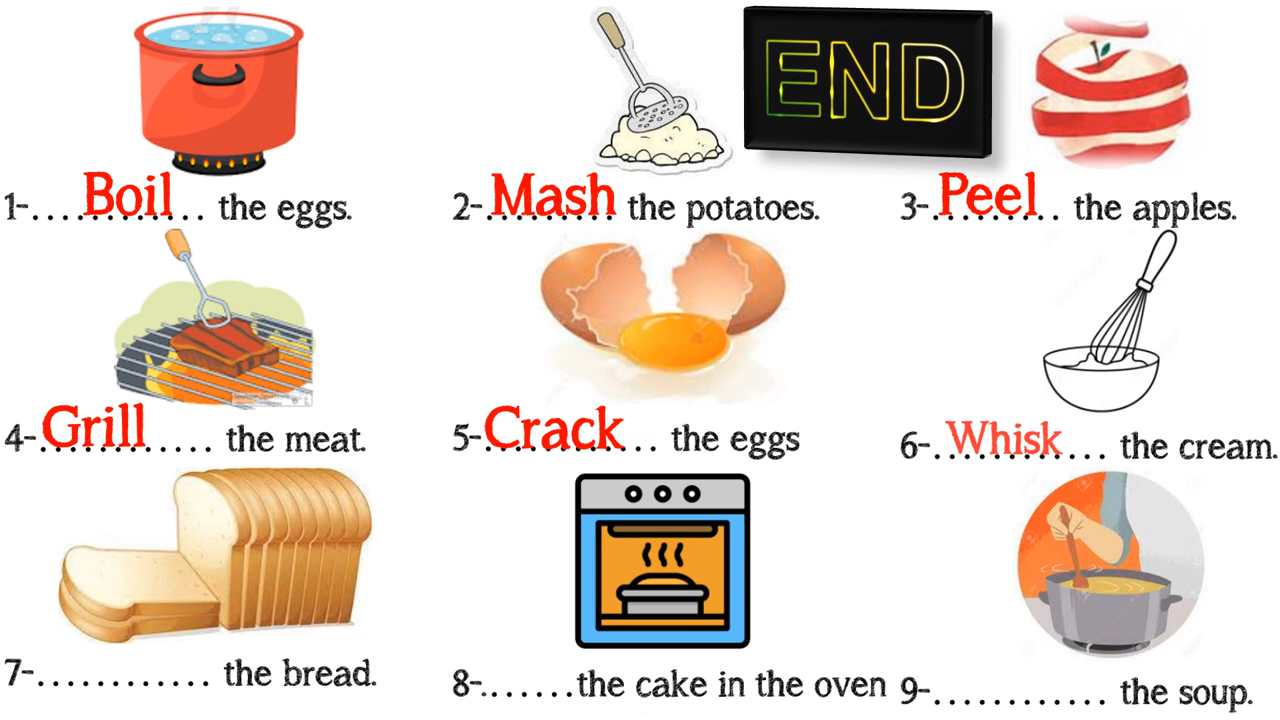 END
1-....Boil.... the eggs.
2-.Mash. the potatoes.
3-.Peel.. the apples.
4-.Grill.... the meat.
5-.Crack.. the eggs
6-.Whisk... the cream.
7-............ the bread.
8-.......the cake in the oven
9-............ the soup.